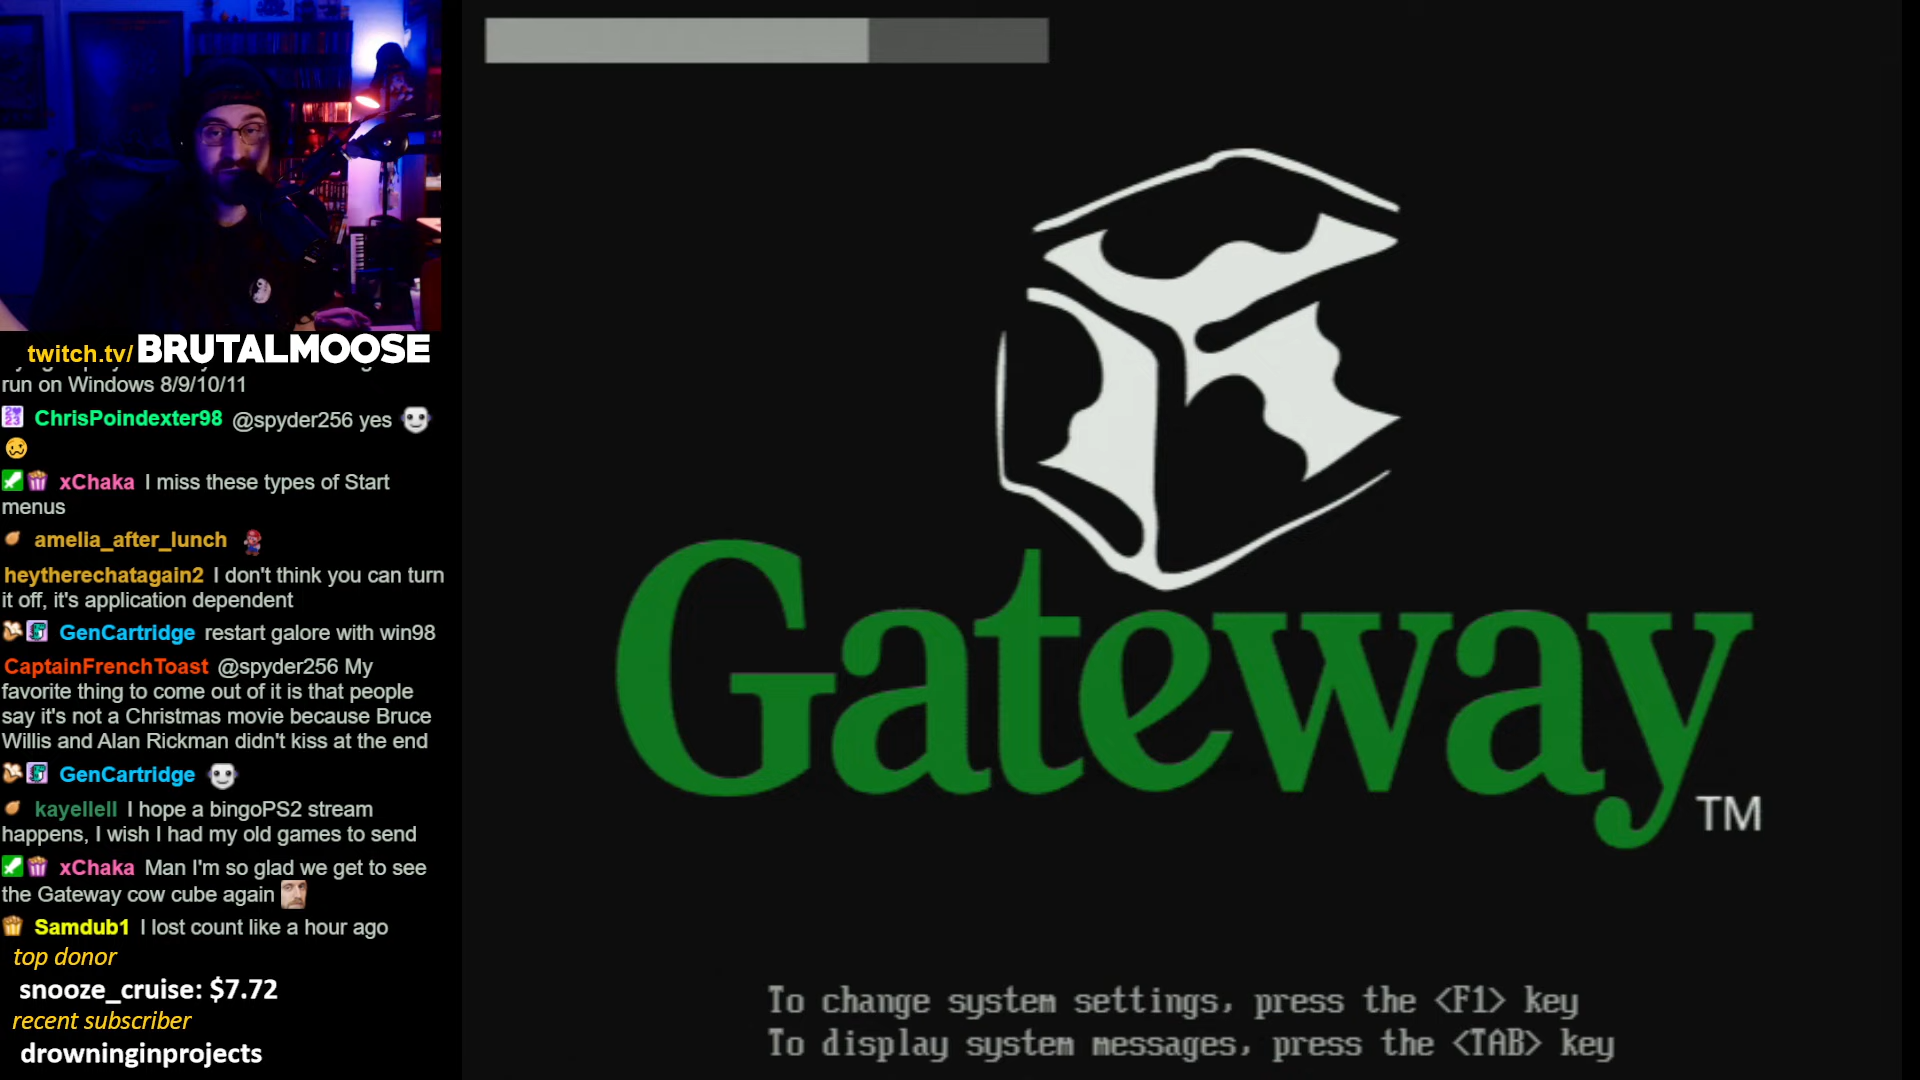 twitch.tv/BRUTALMOOSE
run on Windows 8/9/10/11
ChrisPoindexter98 @spyder256 yes
xChaka I miss these types of Start
menus
amelia_after_lunch
heytherechatagain2 I don't think you can turn
it off, it's application dependent
GenCartridge restart galore with win98
CaptainFrenchToast @spyder256 My
favorite thing to come out of it is that people
say it's not a Christmas movie because Bruce
Willis and Alan Rickman didn't kiss at the end
GenCartridge
kayellell I hope a bingoPS2 stream
happens, I wish I had my old games to send
xChaka Man I'm so glad we get to see
the Gateway cow cube again
Samdub1 I lost count like a hour ago
top donor
snooze_cruise: $7.72
recent subscriber
drowninginprojects
Gateway TM
To change system settings, press the <F1> key
To display system messages, press the <TAB> key